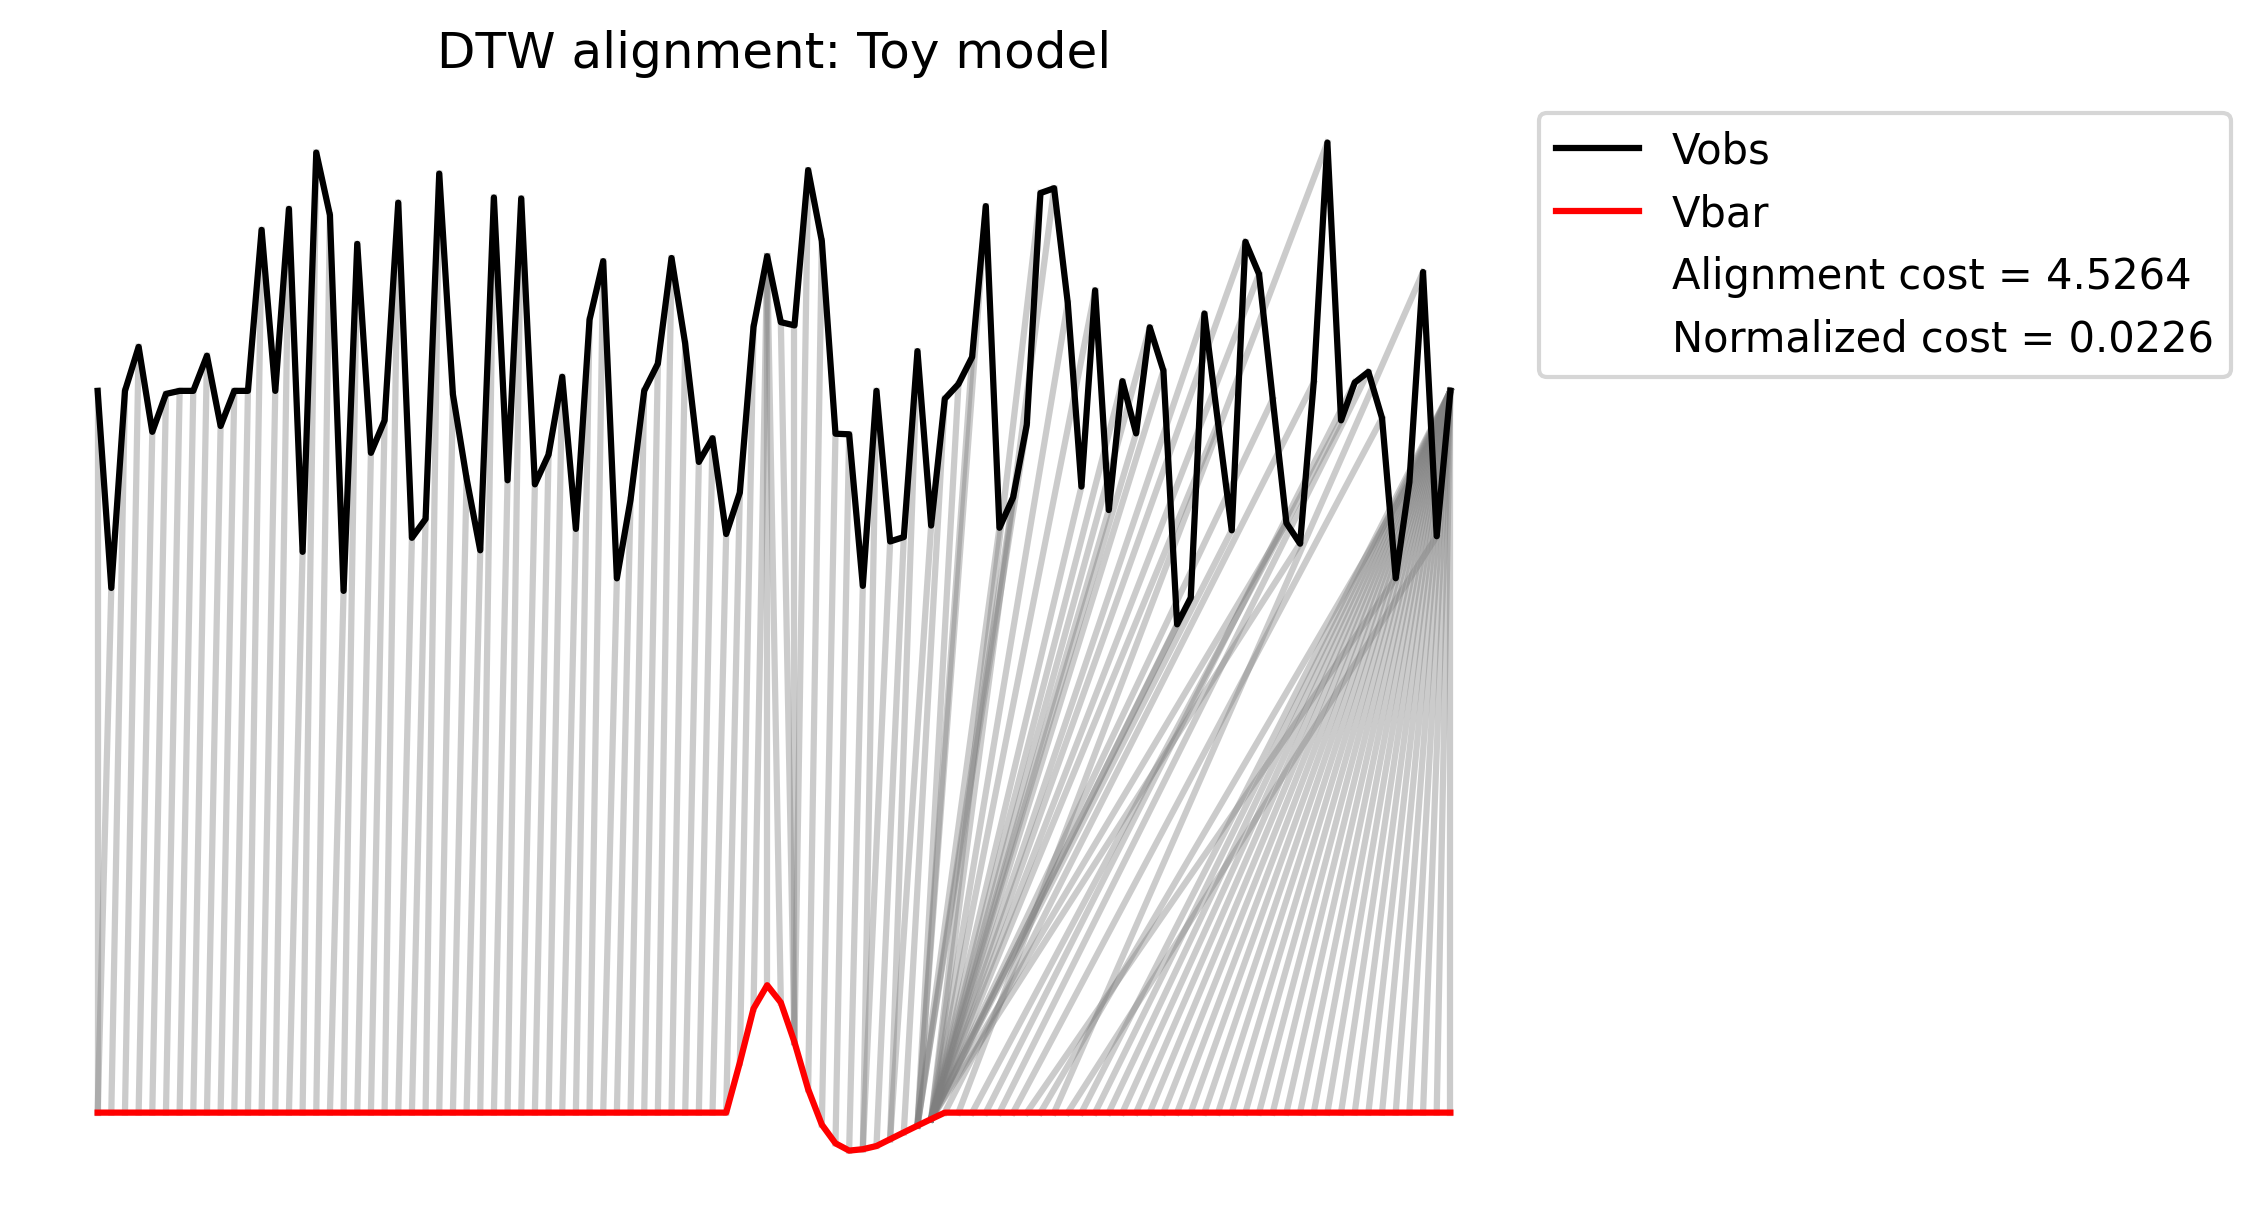 DTW alignment: Toy model
Vobs
Vbar
Alignment cost = 4.5264
Normalized cost = 0.0226